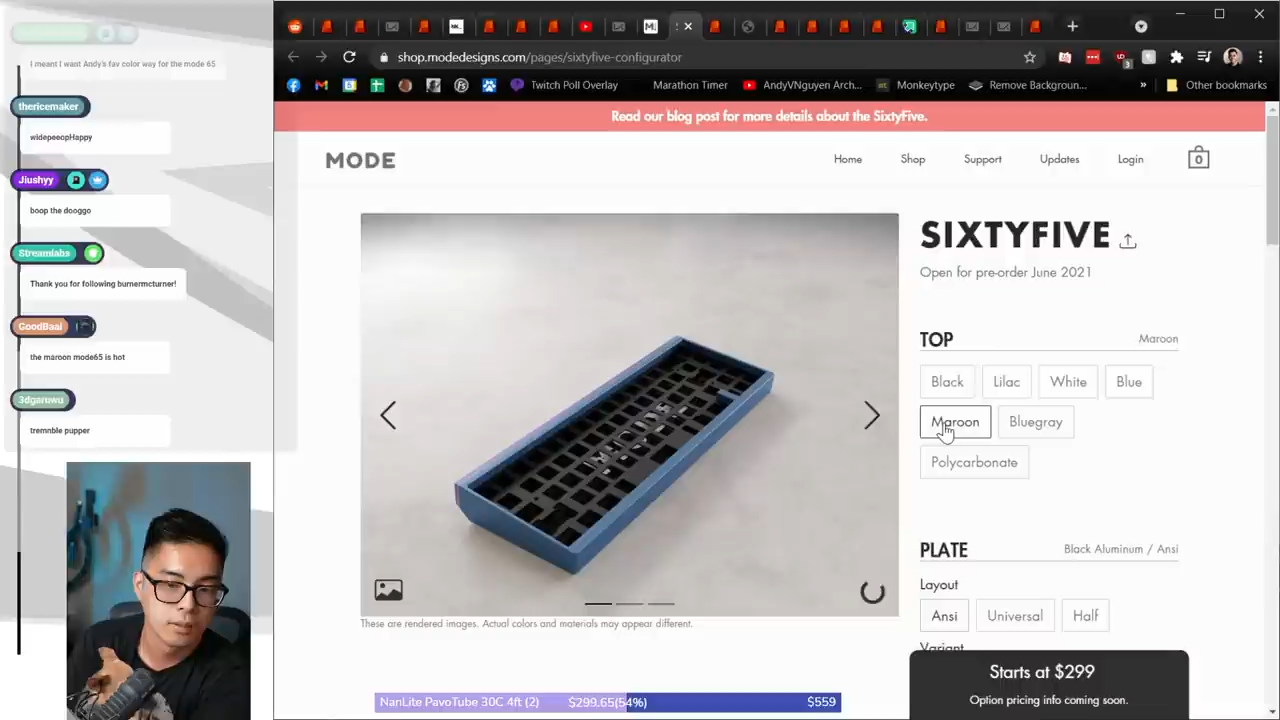 I meant I want Andy's fav color way for the mode 65
thericemaker
widepeepoHappy
Jiushyy
boop the dooggo
Streamlabs
Thank you for following burnermcturner!
GoodBaai
the maroon mode65 is hot
3dgaruwu
tremnble pupper
shop.modedesigns.com/pages/sixtyfive-configurator
Twitch Poll Overlay
Marathon Timer
AndyVNguyen Arch...
Monkeytype
Remove Backgroun...
»
Other bookmarks
Read our blog post for more details about the SixtyFive.
MODE
Home
Shop
Support
Updates
Login
0
SIXTYFIVE
Open for pre-order June 2021
TOP
Maroon
Black
Lilac
White
Blue
Maroon
Bluegray
Polycarbonate
PLATE
Black Aluminum / Ansi
Layout
Ansi
Universal
Half
Variant
These are rendered images. Actual colors and materials may appear different.
Starts at $299
Option pricing info coming soon.
NanLite PavoTube 30C 4ft (2)
$299.65(54%)
$559